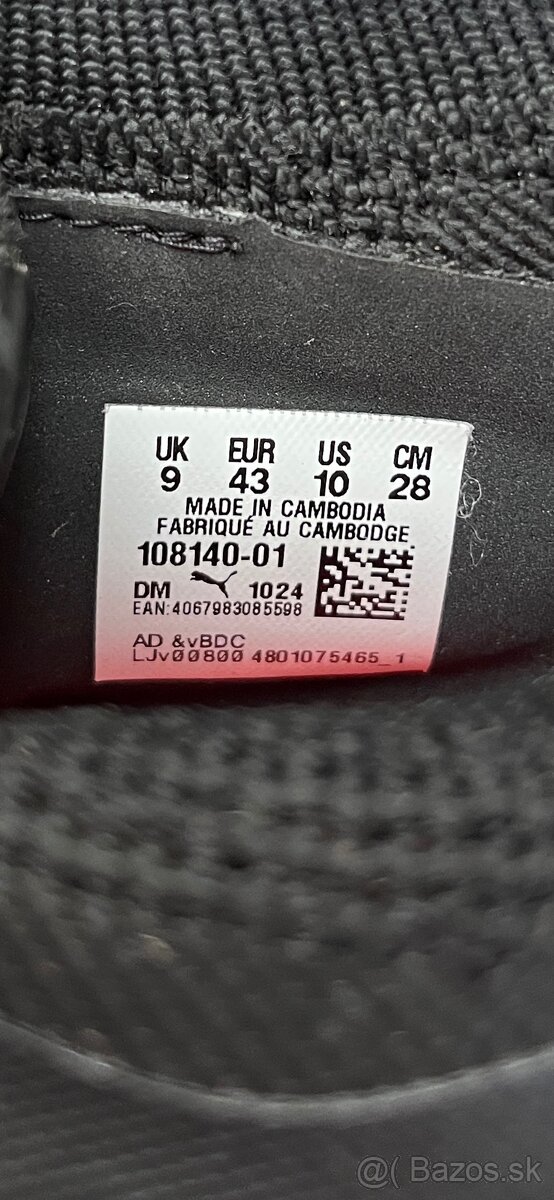 UK EUR US CM
9 43 10 28
MADE IN CAMBODIA
FABRIQUÉ AU CAMBODGE
108140-01
DM 1024
EAN:4067983085598
AD &vBDC
LJv00800 4801075465_1
@( Bazos.sk